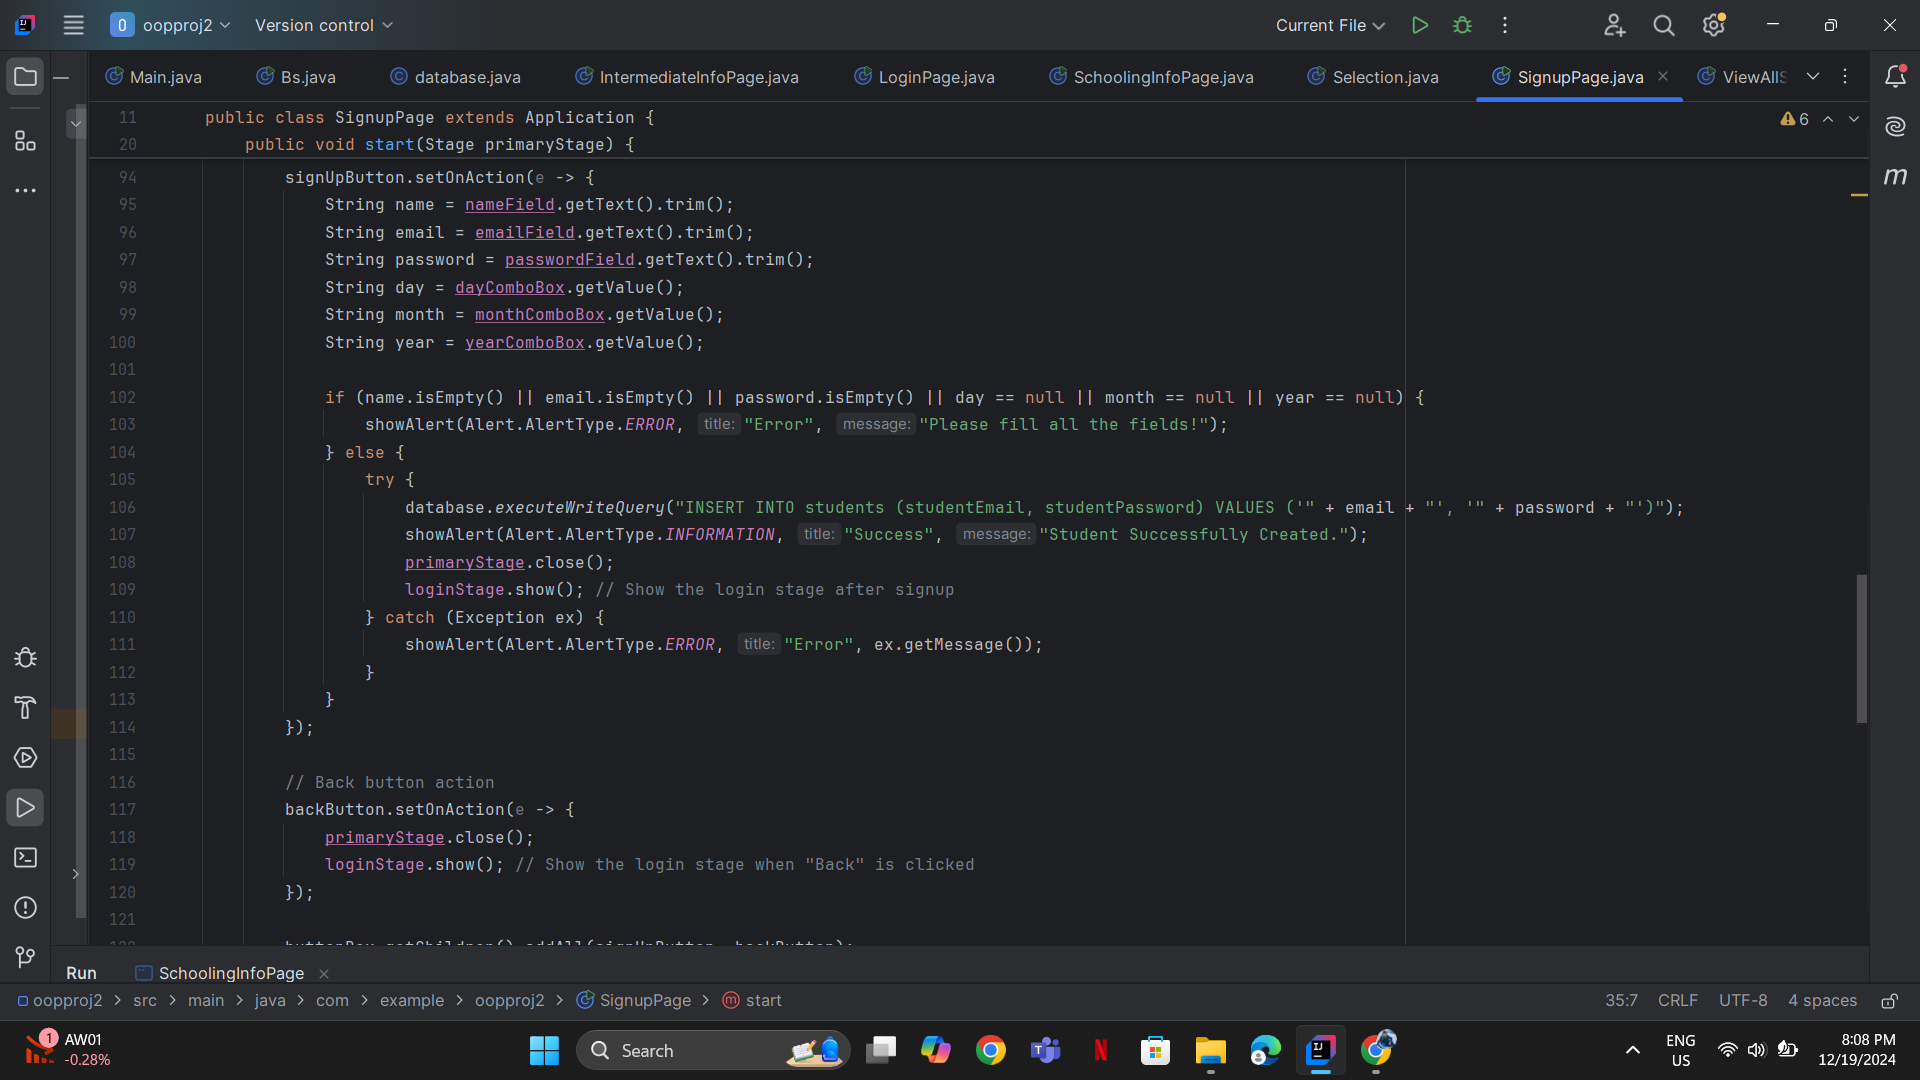 oopproj2 Version control Current File
Main.java Bs.java database.java IntermediateInfoPage.java LoginPage.java SchoolingInfoPage.java Selection.java SignupPage.java ViewAllS
11 public class SignupPage extends Application { 6
20 public void start(Stage primaryStage) {
94 signUpButton.setOnAction(e -> {
95 String name = nameField.getText().trim();
96 String email = emailField.getText().trim();
97 String password = passwordField.getText().trim();
98 String day = dayComboBox.getValue();
99 String month = monthComboBox.getValue();
100 String year = yearComboBox.getValue();
101
102 if (name.isEmpty() || email.isEmpty() || password.isEmpty() || day == null || month == null || year == null) {
103 showAlert(Alert.AlertType.ERROR, title: "Error", message: "Please fill all the fields!");
104 } else {
105 try {
106 database.executeWriteQuery("INSERT INTO students (studentEmail, studentPassword) VALUES ('" + email + "', '" + password + "')");
107 showAlert(Alert.AlertType.INFORMATION, title: "Success", message: "Student Successfully Created.");
108 primaryStage.close();
109 loginStage.show(); // Show the login stage after signup
110 } catch (Exception ex) {
111 showAlert(Alert.AlertType.ERROR, title: "Error", ex.getMessage());
112 }
113 }
114 });
115
116 // Back button action
117 backButton.setOnAction(e -> {
118 primaryStage.close();
119 loginStage.show(); // Show the login stage when "Back" is clicked
120 });
121
Run SchoolingInfoPage
oopproj2 > src > main > java > com > example > oopproj2 > SignupPage > start 35:7 CRLF UTF-8 4 spaces
1 AW01 -0.28%
Search
ENG US
8:08 PM
12/19/2024